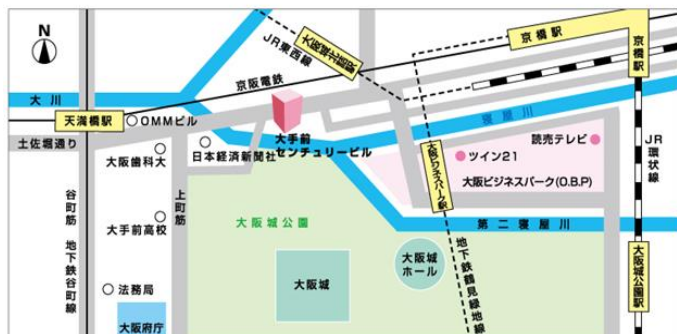 N
大阪城北詰駅
JR東西線
京橋駅
京橋駅
京阪電鉄
大川
天満橋駅
OMMビル
大手前
センチュリービル
寝屋川
読売テレビ
土佐堀通り
日本経済新聞社
大阪歯科大
ツイン21
大阪ビジネスパーク駅
大阪ビジネスパーク(O.B.P)
JR環状線
谷町筋 地下鉄谷町線
上町筋
大手前高校
大阪城公園
第二寝屋川
大阪城
ホール
大阪城
地下鉄鶴見緑地線
大阪城公園駅
法務局
大阪府庁